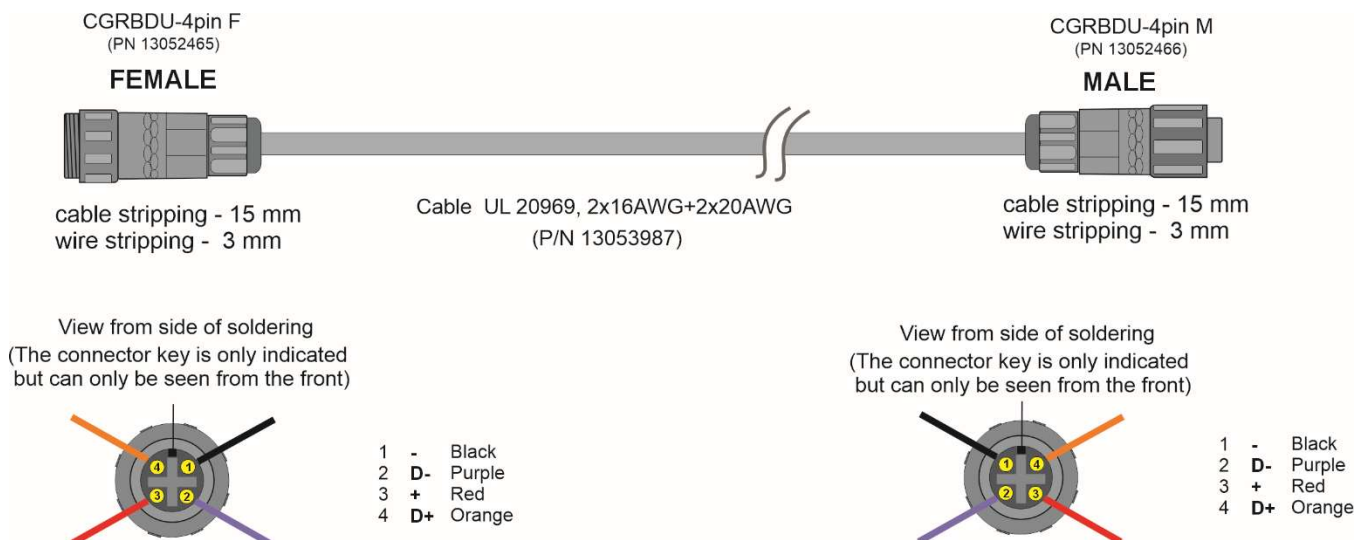 CGRBDU-4pin F
(PN 13052465)
FEMALE
CGRBDU-4pin M
(PN 13052466)
MALE
cable stripping - 15 mm
wire stripping - 3 mm
Cable UL 20969, 2x16AWG+2x20AWG
(P/N 13053987)
cable stripping - 15 mm
wire stripping - 3 mm
View from side of soldering
(The connector key is only indicated
but can only be seen from the front)
4 1
3 2
1 - Black
2 D- Purple
3 + Red
4 D+ Orange
View from side of soldering
(The connector key is only indicated
but can only be seen from the front)
1 4
2 3
1 - Black
2 D- Purple
3 + Red
4 D+ Orange